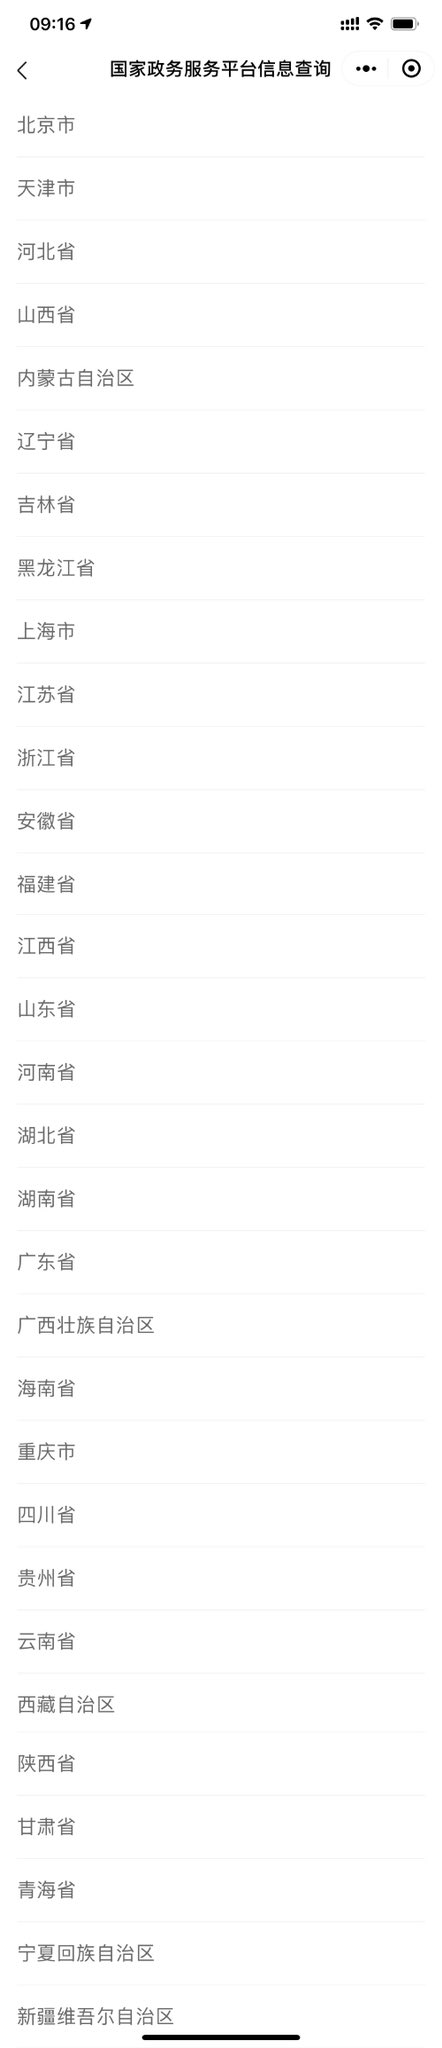 09:16
国家政务服务平台信息查询
北京市
天津市
河北省
山西省
内蒙古自治区
辽宁省
吉林省
黑龙江省
上海市
江苏省
浙江省
安徽省
福建省
江西省
山东省
河南省
湖北省
湖南省
广东省
广西壮族自治区
海南省
重庆市
四川省
贵州省
云南省
西藏自治区
陕西省
甘肃省
青海省
宁夏回族自治区
新疆维吾尔自治区